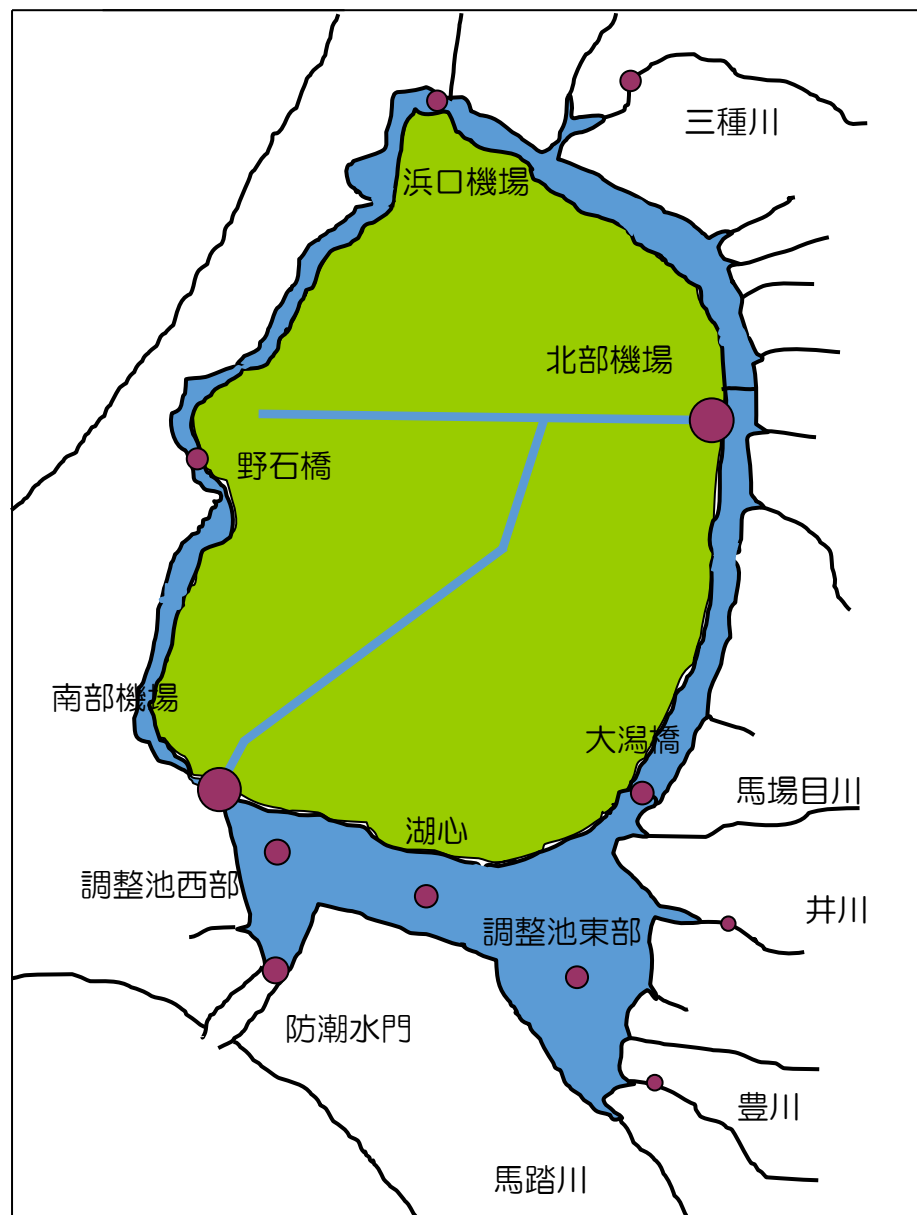 三種川
浜口機場
北部機場
野石橋
南部機場
大潟橋
馬場目川
湖心
調整池西部
井川
調整池東部
防潮水門
豊川
馬踏川